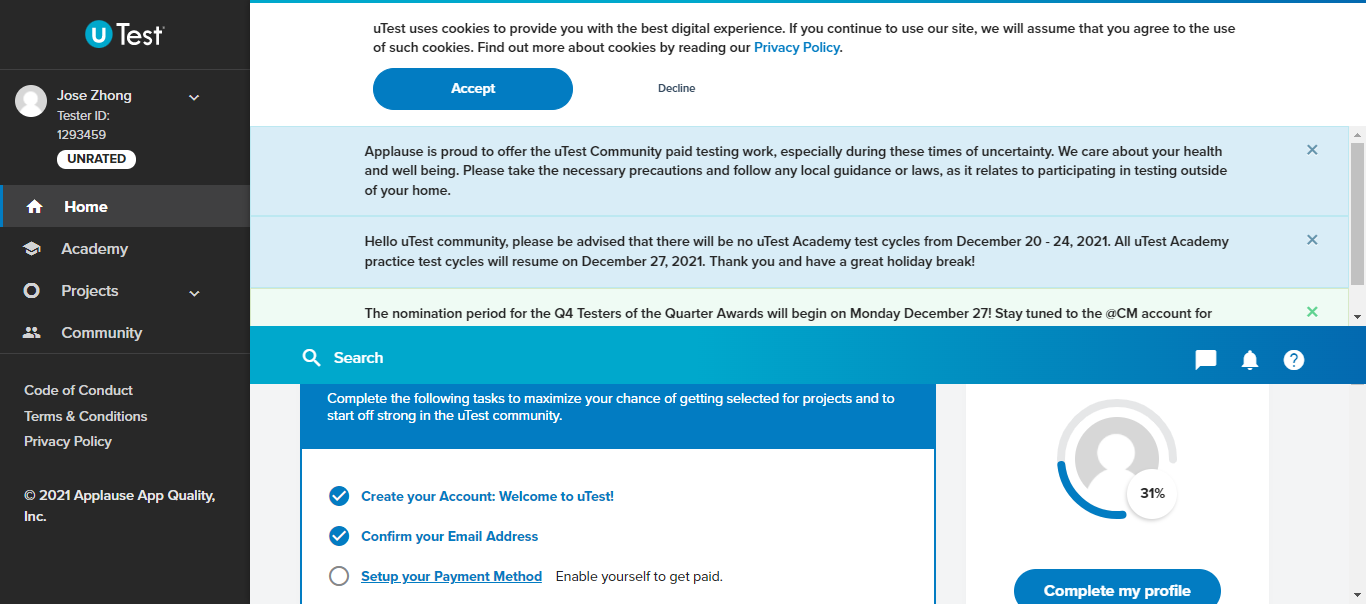 uTest
Jose Zhong
Tester ID:
1293459
UNRATED
Home
Academy
Projects
Community
Code of Conduct
Terms & Conditions
Privacy Policy
© 2021 Applause App Quality,
Inc.
uTest uses cookies to provide you with the best digital experience. If you continue to use our site, we will assume that you agree to the use
of such cookies. Find out more about cookies by reading our Privacy Policy.
Accept
Decline
Applause is proud to offer the uTest Community paid testing work, especially during these times of uncertainty. We care about your health
and well being. Please take the necessary precautions and follow any local guidance or laws, as it relates to participating in testing outside
of your home.
Hello uTest community, please be advised that there will be no uTest Academy test cycles from December 20 - 24, 2021. All uTest Academy
practice test cycles will resume on December 27, 2021. Thank you and have a great holiday break!
The nomination period for the Q4 Testers of the Quarter Awards will begin on Monday December 27! Stay tuned to the @CM account for
Search
Complete the following tasks to maximize your chance of getting selected for projects and to
start off strong in the uTest community.
Create your Account: Welcome to uTest!
Confirm your Email Address
Setup your Payment Method Enable yourself to get paid.
31%
Complete my profile